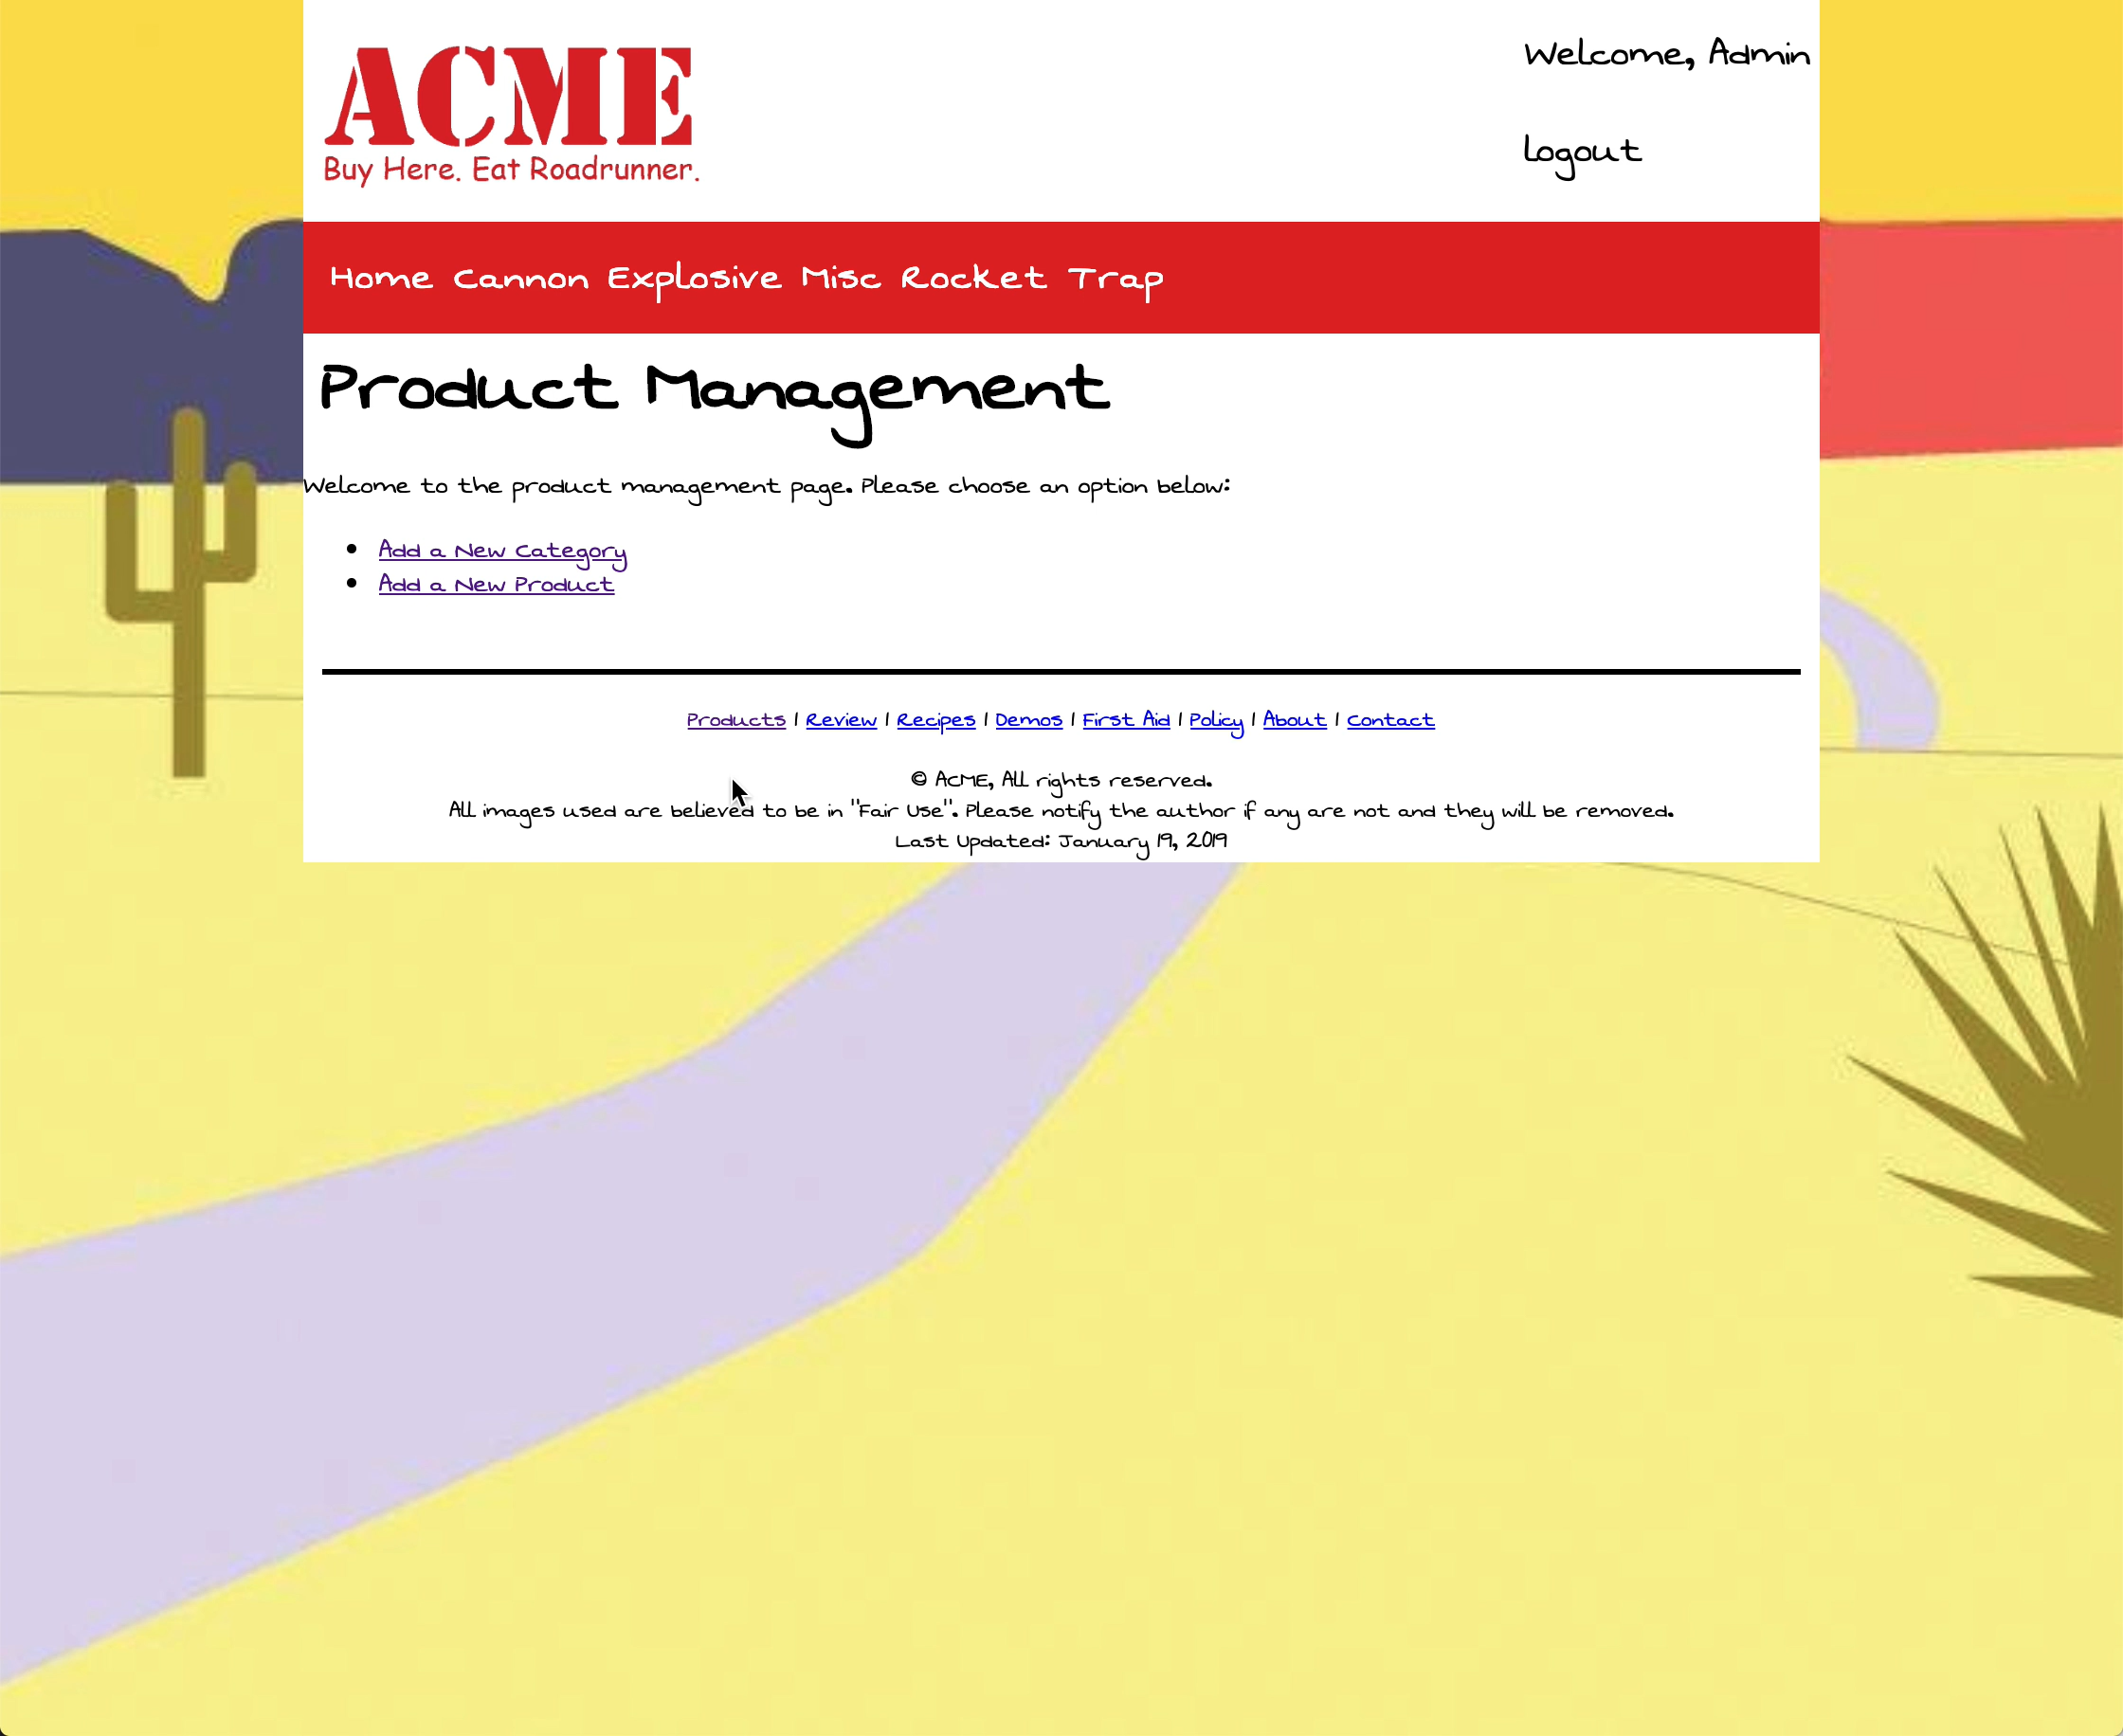 ACME
Buy Here. Eat Roadrunner.
Welcome, Admin
logout
Home Cannon Explosive Misc Rocket Trap
Product Management
Welcome to the product management page. Please choose an option below:
Add a New Category
Add a New Product
Products | Review | Recipes | Demos | First Aid | Policy | About | Contact
© ACME, All rights reserved.
All images used are believed to be in "Fair Use". Please notify the author if any are not and they will be removed.
Last Updated: January 19, 2019